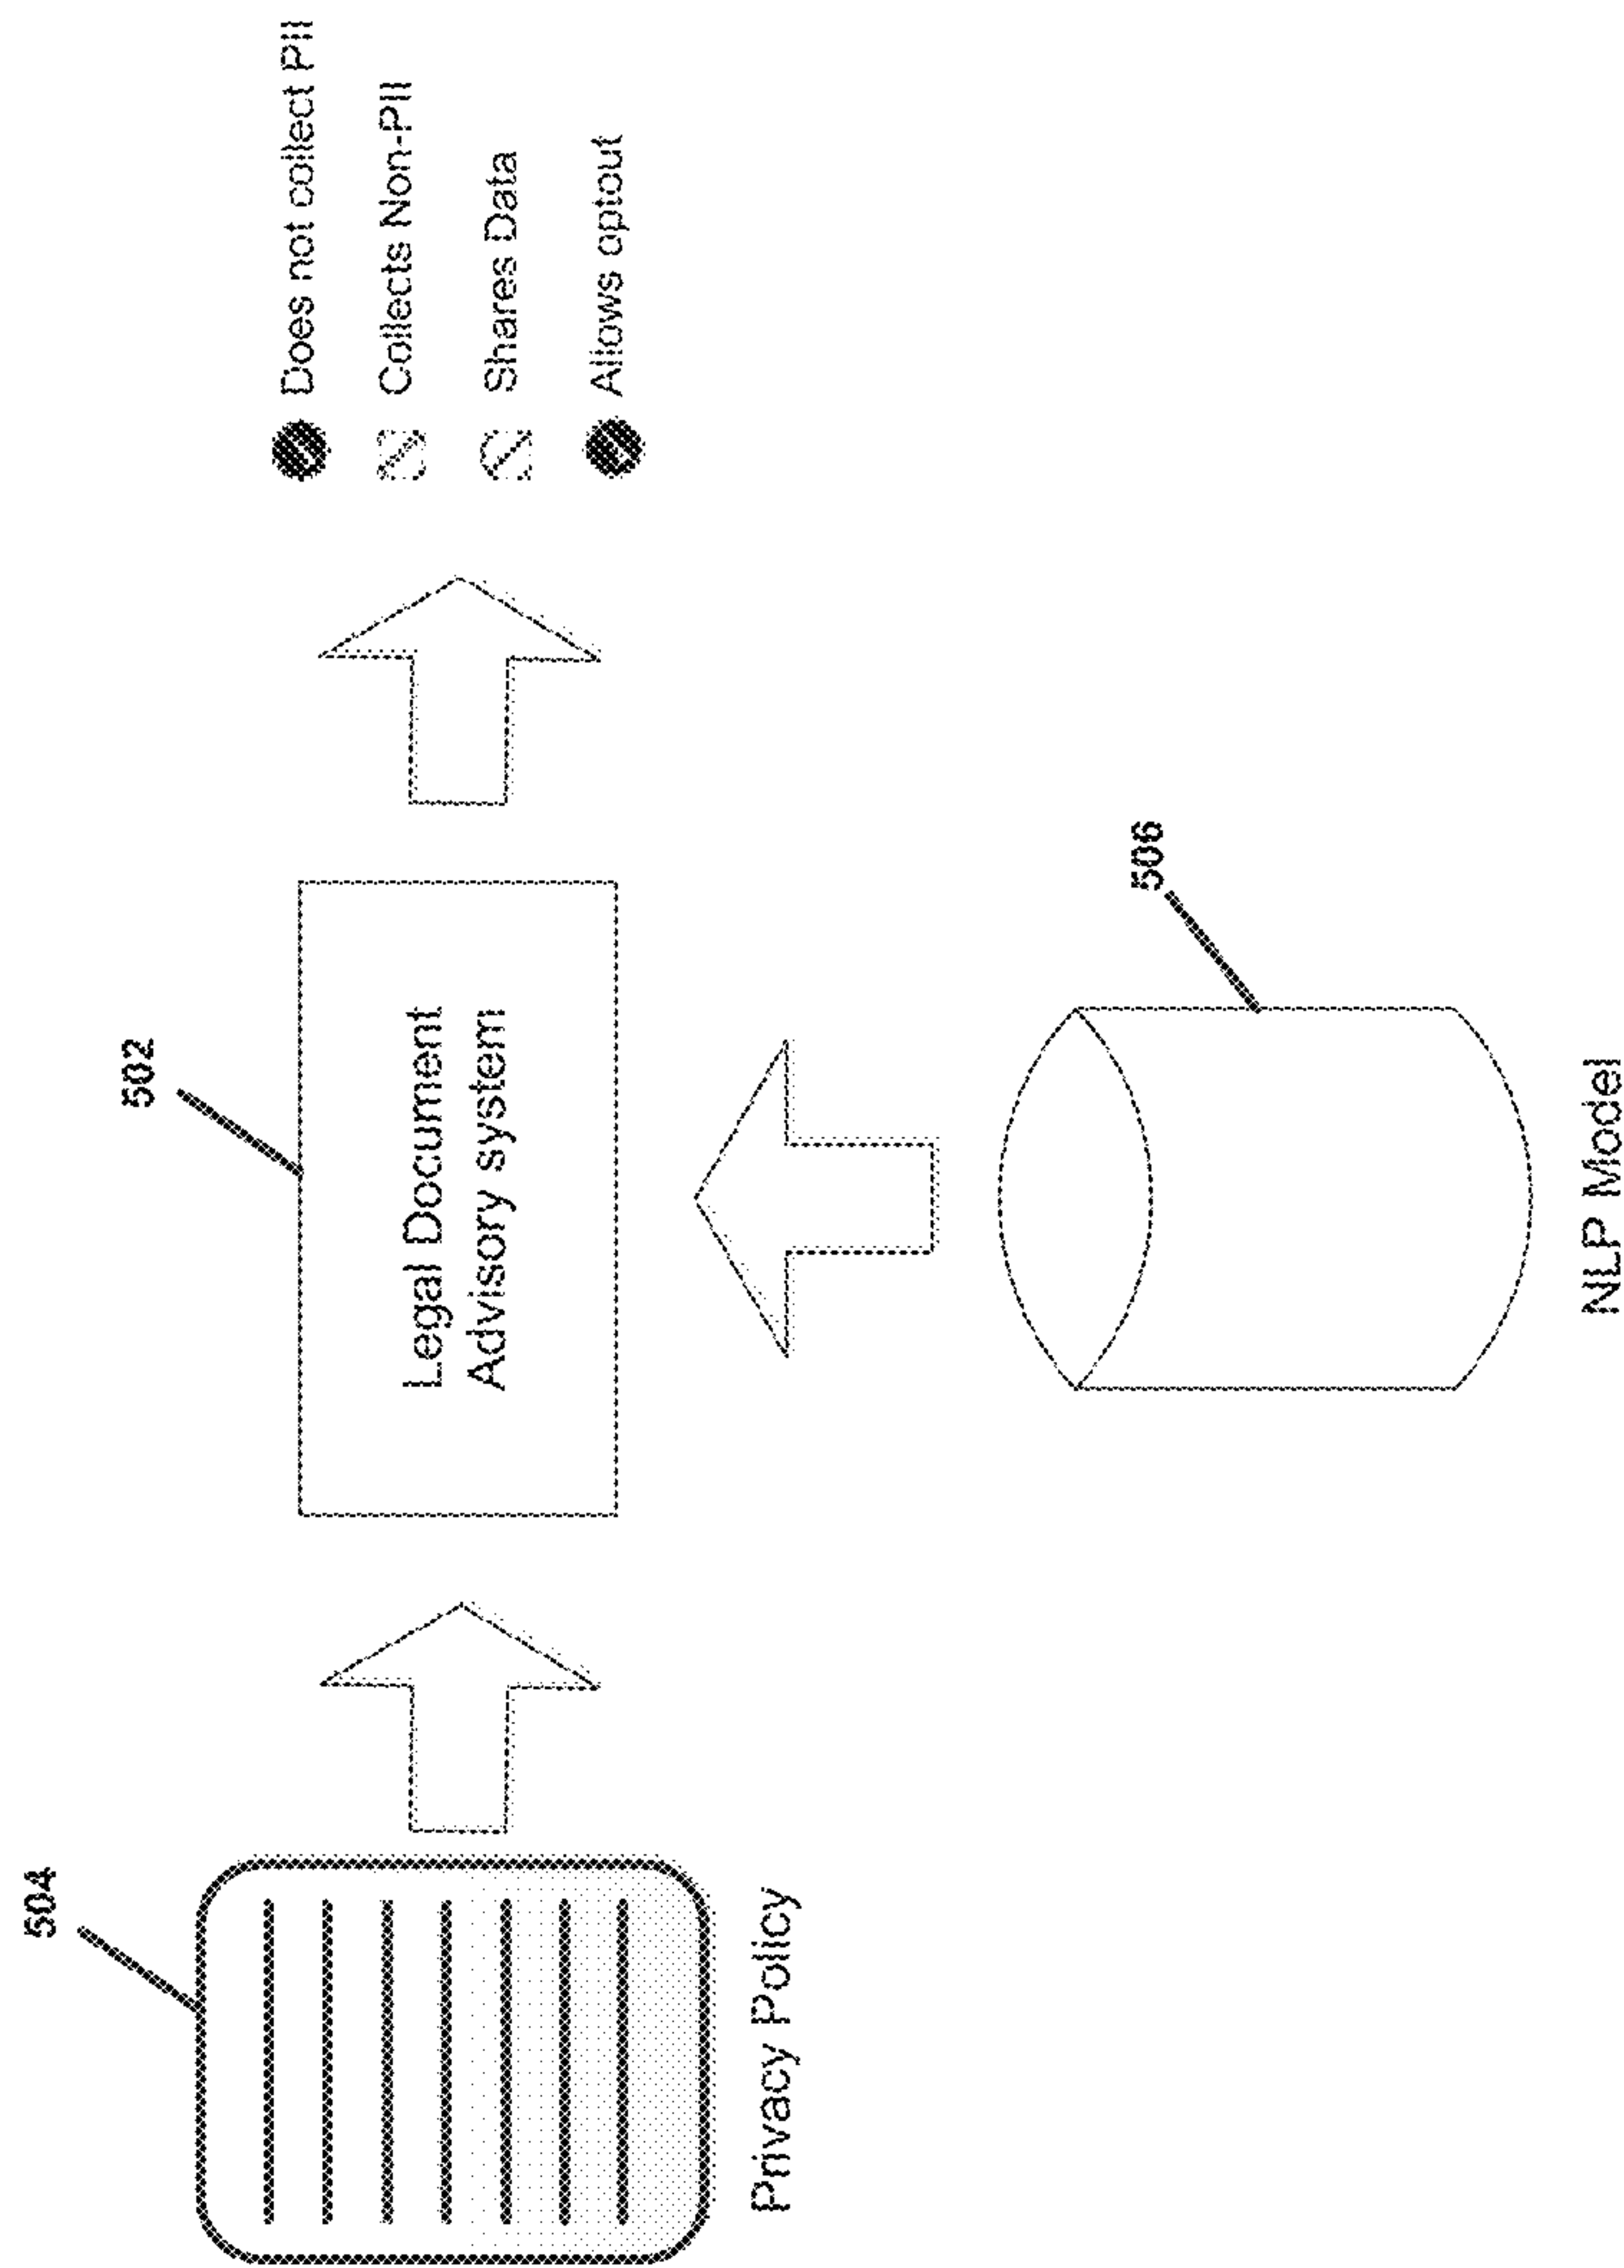 504
Privacy Policy
502
Legal Document
Advisory system
506
NLP Model
Does not collect PII
Collects Non-PII
Shares Data
Allows optout